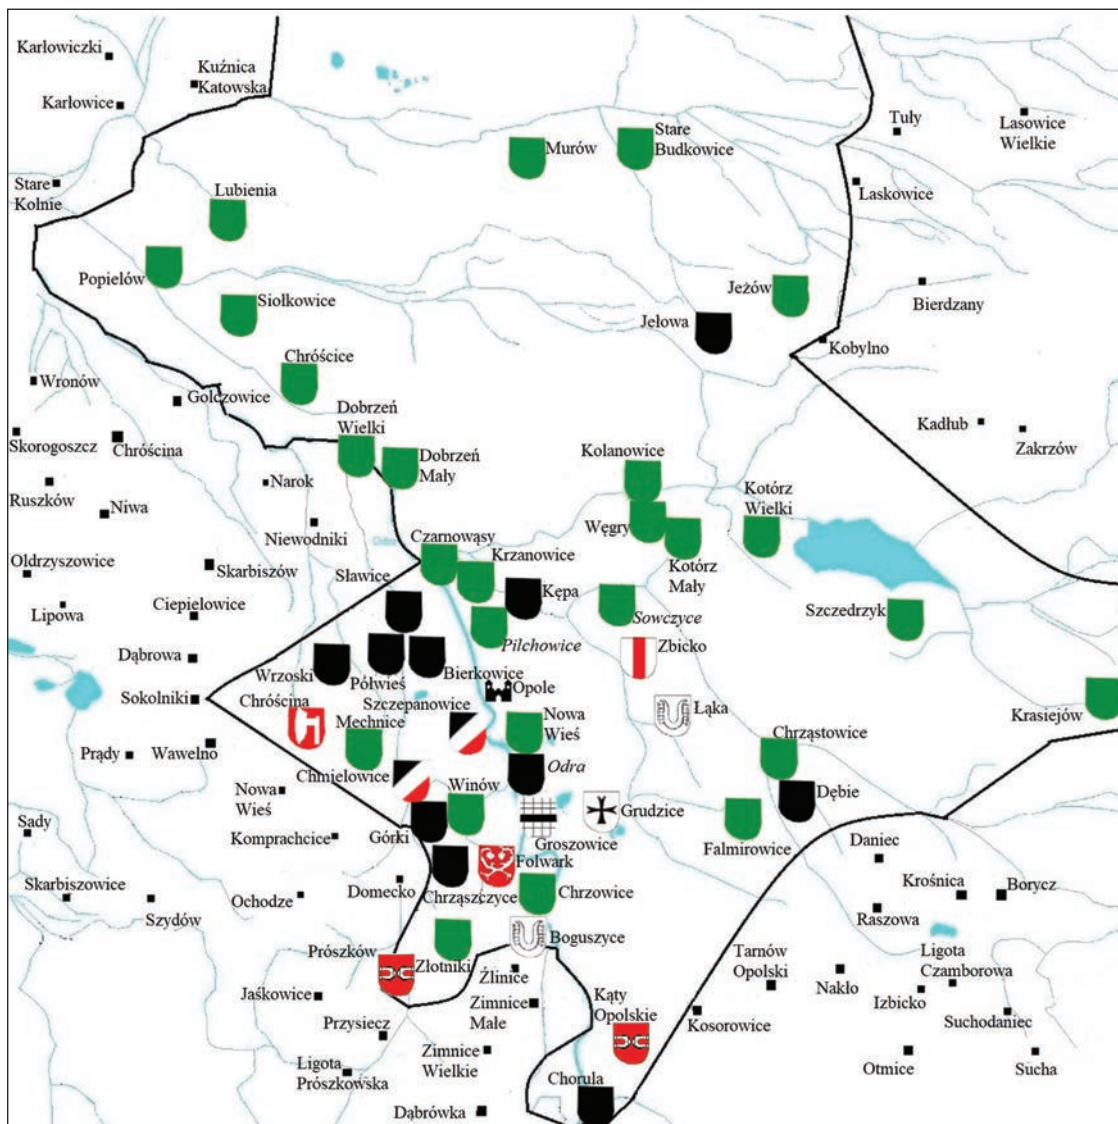 Karłowiczki
Kuźnica
Katowska
Karłowice
Tuły
Lasowice
Wielkie
Stare
Budkowice
Murów
Stare
Kolnie
Laskowice
Lubienia
Popielów
Siołkowice
Jeżów
Bierdzany
Jełowa
Kobylno
Chróścice
Wronów
Golczowice
Dobrzeń
Wielki
Skorogoszcz
Chróścina
Kadłub
Zakrzów
Dobrzeń
Mały
Kolanowice
Ruszków
Narok
Kotórz
Wielki
Niwa
Niewodniki
Węgry
Czarnowąsy
Odra
Krzanowice
Kotórz
Mały
Oldrzyszowice
Skarbiszów
Sławice
Kępa
Lipowa
Ciepielowice
Sowczyce
Szczedrzyk
Pilchowice
Zbicko
Dąbrowa
Wrzoski
Półwieś
Bierkowice
Sokolniki
Chróścina
Szczepanowice
Opole
Łąka
Krasiejów
Mechnice
Nowa
Wieś
Chrząstowice
Prądy
Wawelno
Chmielowice
Odra
Nowa
Wieś
Winów
Dębie
Sady
Komprachcice
Górki
Groszowice
Grudzice
Falmirowice
Daniec
Folwark
Skarbiszowice
Ochodze
Domecko
Chrząszczyce
Chrzowice
Krośnica
Borycz
Szydów
Raszowa
Boguszyce
Prószków
Złotniki
Tarnów
Opolski
Ligota
Czamborowa
Źlinice
Nakło
Izbicko
Jaśkowice
Zimnice
Małe
Kąty
Opolskie
Kosorowice
Suchodaniec
Przysiecz
Zimnice
Wielkie
Ligota
Prószkowska
Otmice
Sucha
Chorula
Dąbrówka